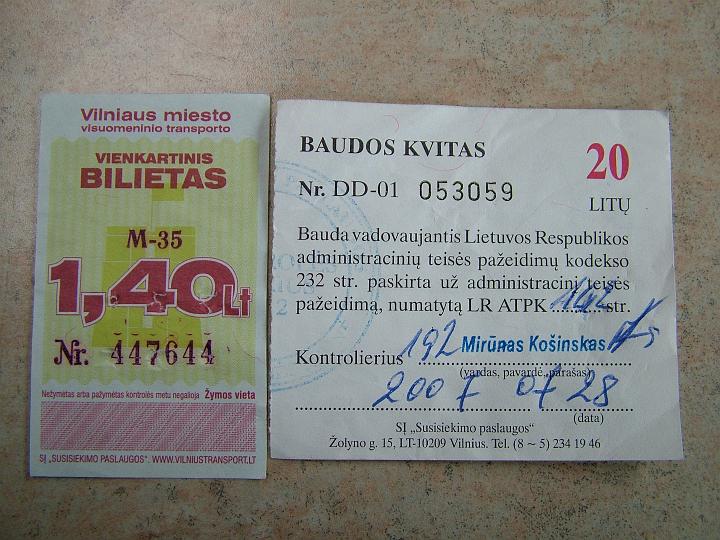 Vilniaus miesto
visuomeninio transporto
VIENKARTINIS
BILIETAS
M-35
1,40Lt
Nr. 447644
Nežymėtas arba pažymėtas kontrolės metu negalioja Žymos vieta
SĮ „SUSISIEKIMO PASLAUGOS". WWW.VILNIUSTRANSPORT.LT
BAUDOS KVITAS
20
LITŲ
Nr. DD-01 053059
Bauda vadovaujantis Lietuvos Respublikos
administracinių teisės pažeidimų kodekso
232 str. paskirta už administracinį teisės
pažeidimą, numatytą LR ATPK 142 str.
Kontrolierius 192 Mirūnas Košinskas
(vardas, pavardė, parašas)
2007 07 28
(data)
SĮ „Susisiekimo paslaugos"
Žolyno g. 15, LT-10209 Vilnius. Tel. (8 ~ 5) 234 19 46